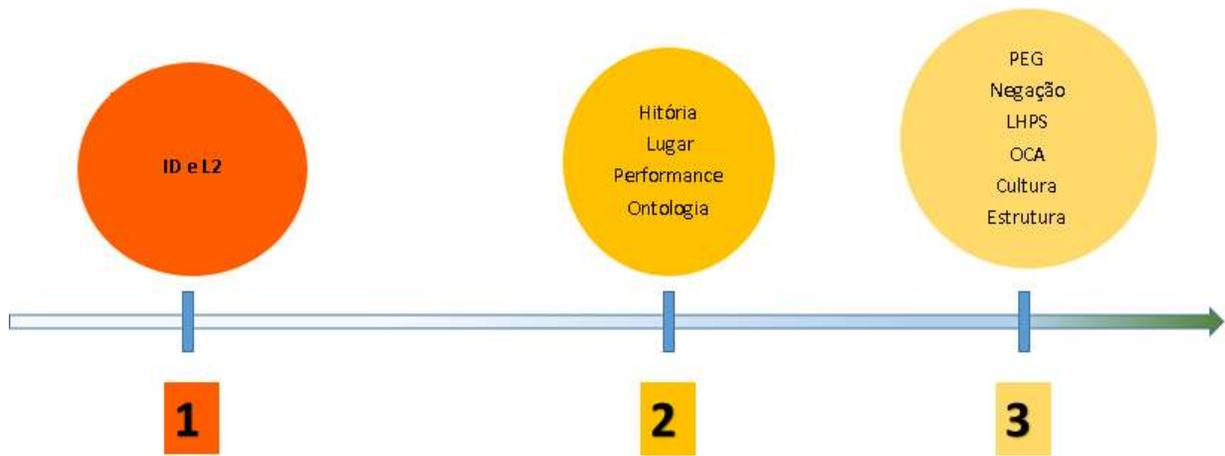 ID e L2
Hitória
Lugar
Performance
Ontologia
PEG
Negação
LHPS
OCA
Cultura
Estrutura
1
2
3